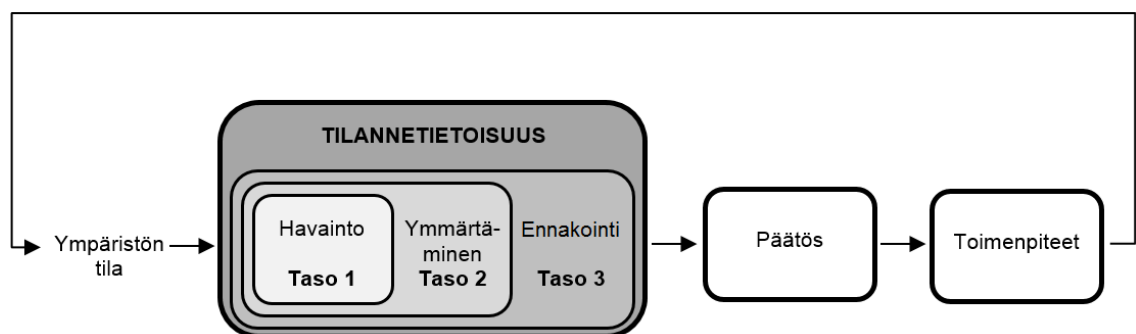 TILANNETIETOISUUS
Ympäristön
tila
Havainto
Taso 1
Ymmärtä-
minen
Taso 2
Ennakointi
Taso 3
Päätös
Toimenpiteet